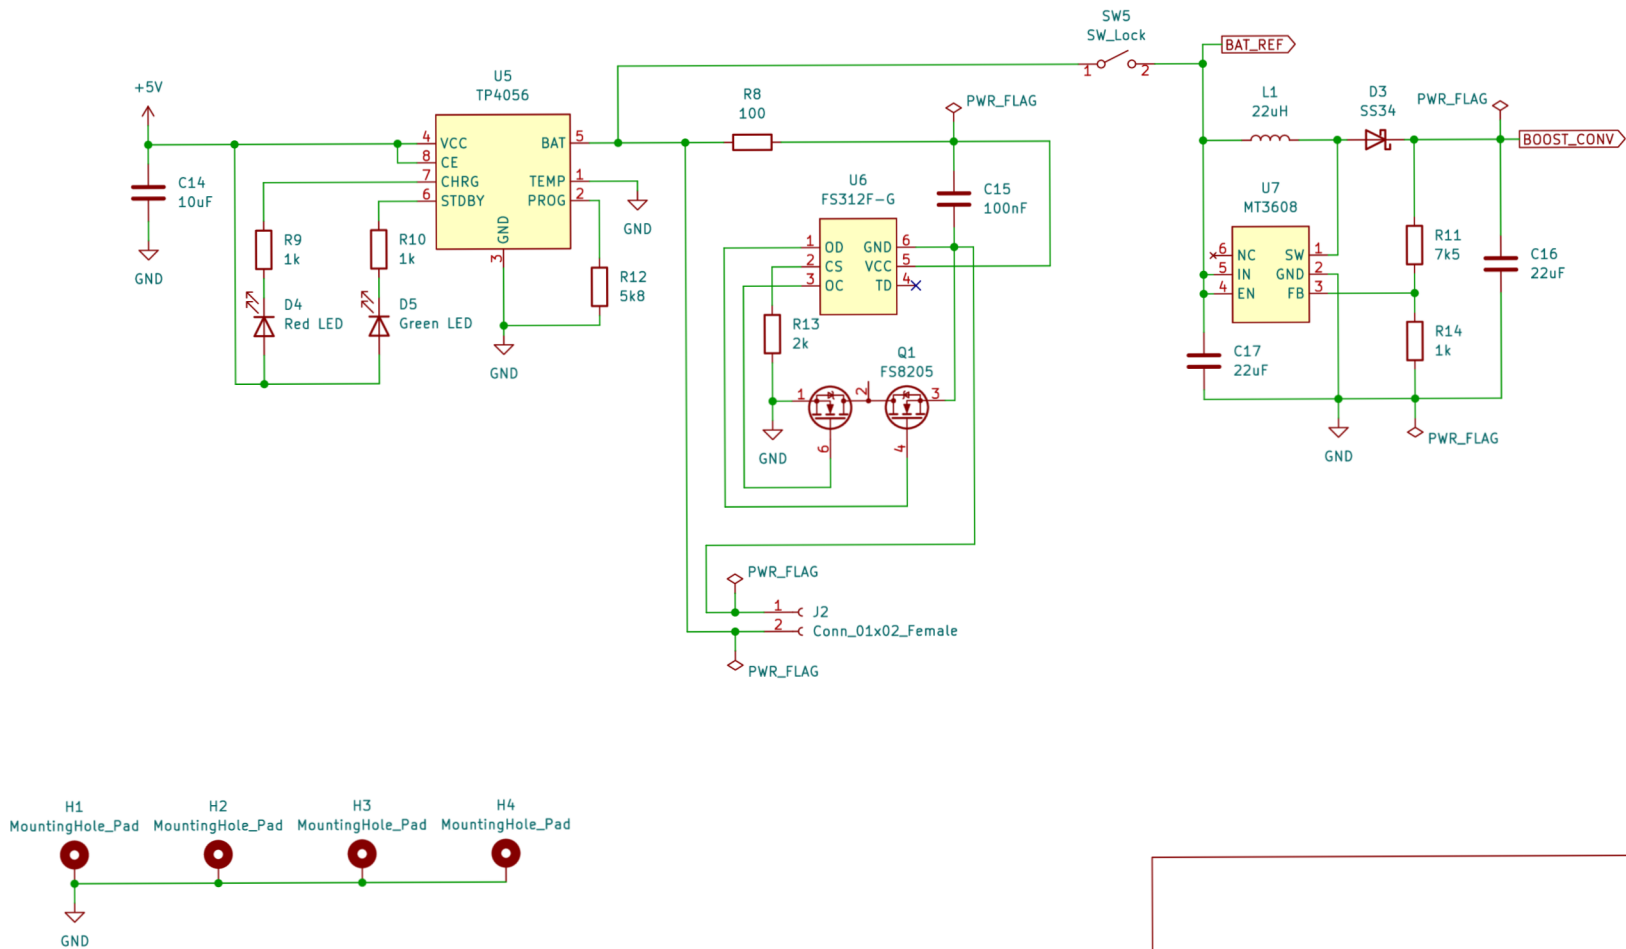 SW5
SW_Lock
1
2
BAT_REF
+5V
C14
10uF
GND
U5
TP4056
4 VCC
8 CE
7 CHRG
6 STDBY
BAT 5
TEMP 1
PROG 2
GND
3
GND
GND
R9
1k
D4
Red LED
R10
1k
D5
Green LED
R12
5k8
R8
100
PWR_FLAG
C15
100nF
U6
FS312F-G
1 OD
2 CS
3 OC
GND 6
VCC 5
TD 4
R13
2k
GND
Q1
FS8205
1
2
3
6
4
PWR_FLAG
1
J2
2
Conn_01x02_Female
PWR_FLAG
L1
22uH
D3
SS34
PWR_FLAG
BOOST_CONV
U7
MT3608
6 NC
5 IN
4 EN
SW 1
GND 2
FB 3
R11
7k5
R14
1k
C16
22uF
C17
22uF
GND
PWR_FLAG
H1
MountingHole_Pad
H2
MountingHole_Pad
H3
MountingHole_Pad
H4
MountingHole_Pad
GND